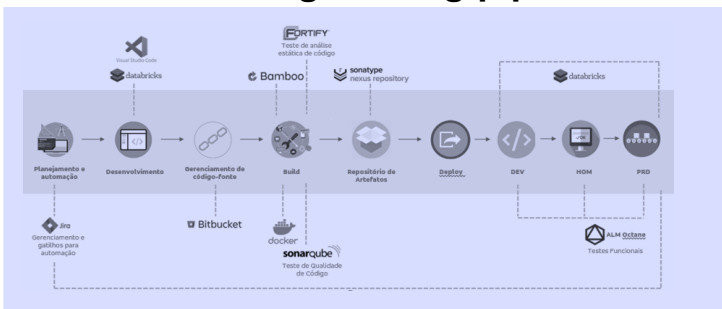 FORTIFY
Teste de análise
estática de código
Visual Studio Code
databricks
Bamboo
sonatype
nexus repository
databricks
Planejamento e
automação
Desenvolvimento
Gerenciamento de
código-fonte
Build
Repositório de
Artefatos
Deploy
DEV
HOM
PRD
Jira
Gerenciamento e
gatilhos para
automação
Bitbucket
docker
sonarqube
Teste de Qualidade
de Código
ALM Octane
Testes Funcionais